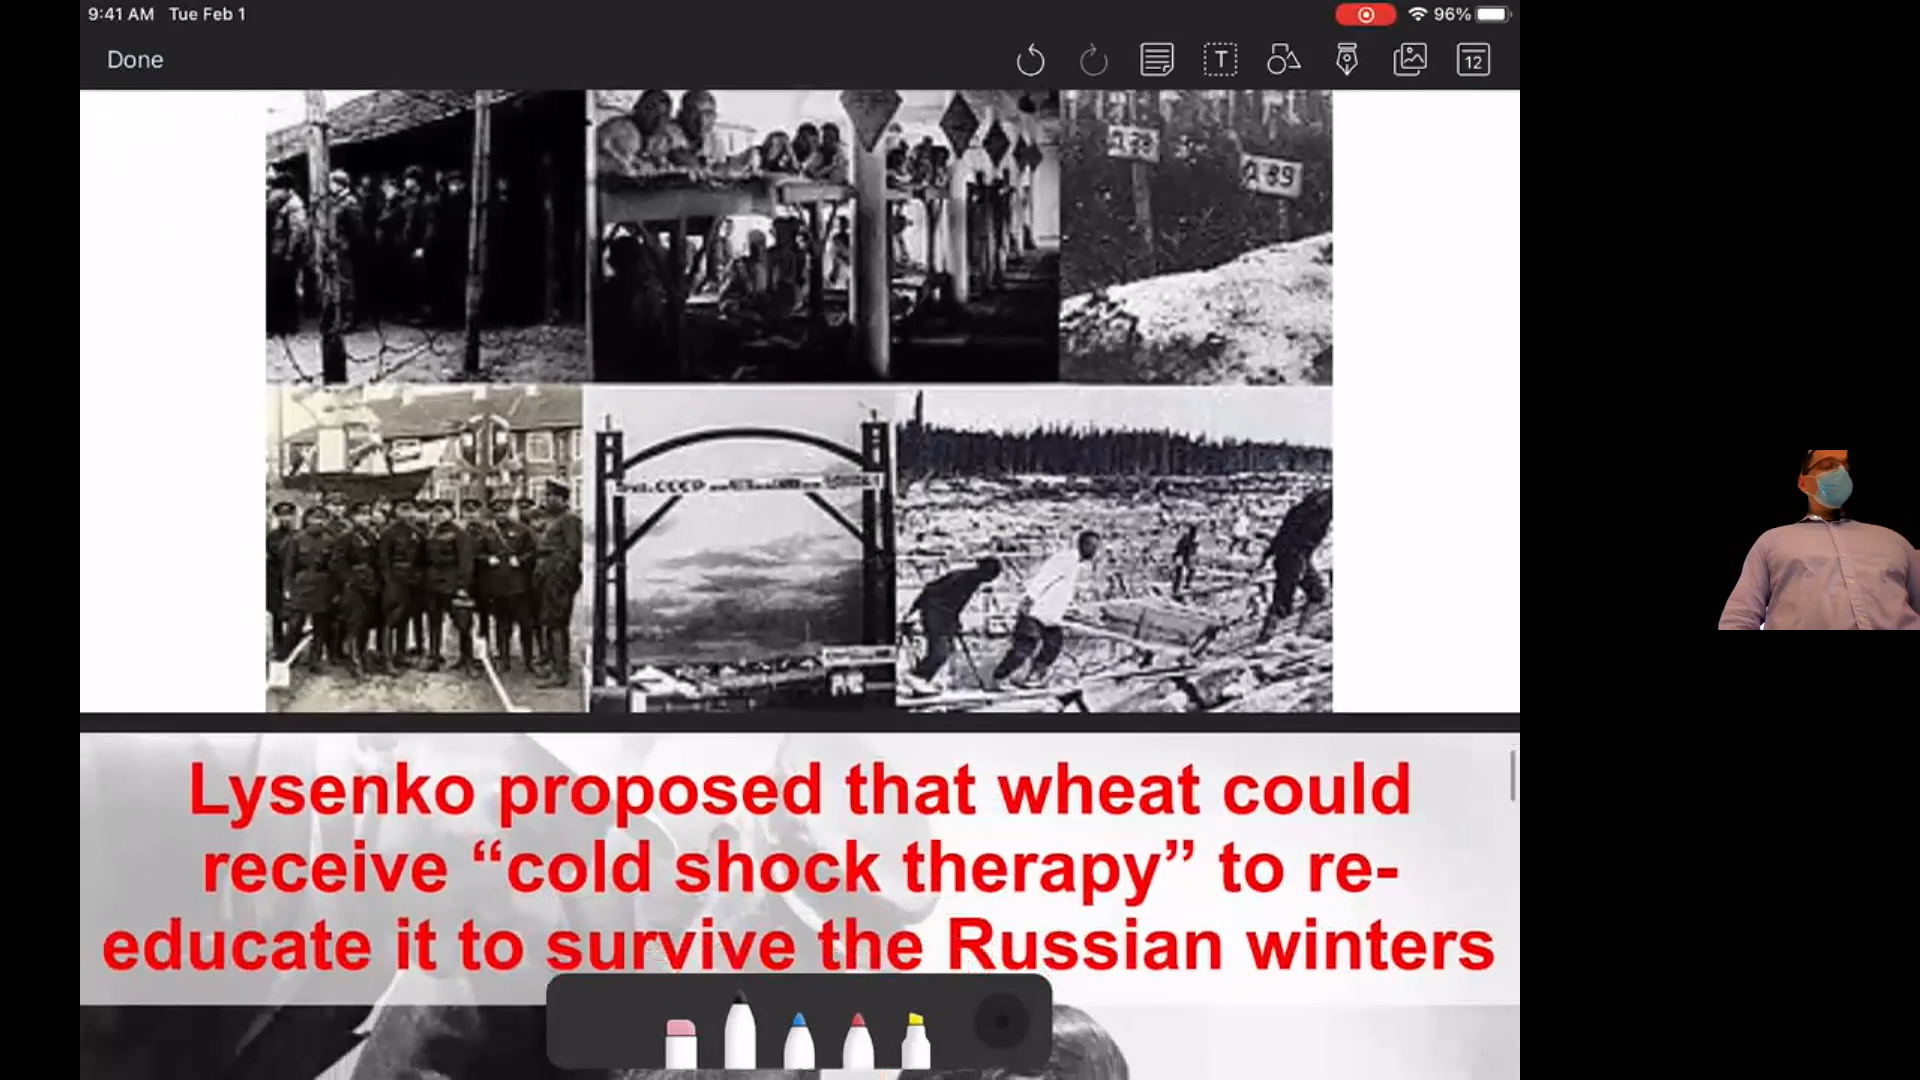 9:41 AM Tue Feb 1
96%
Done
T
12
СССР
Lysenko proposed that wheat could
receive “cold shock therapy” to re-
educate it to survive the Russian winters